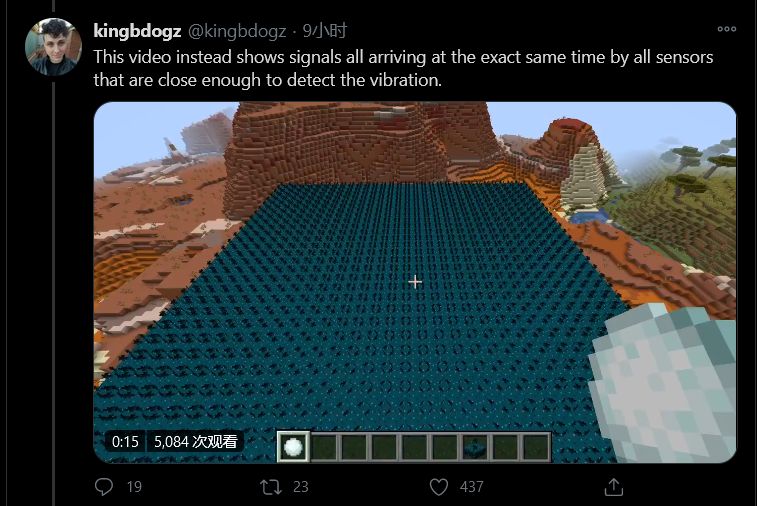 kingbdogz @kingbdogz · 9小时
This video instead shows signals all arriving at the exact same time by all sensors
that are close enough to detect the vibration.
0:15 5,084 次观看
19 23 437